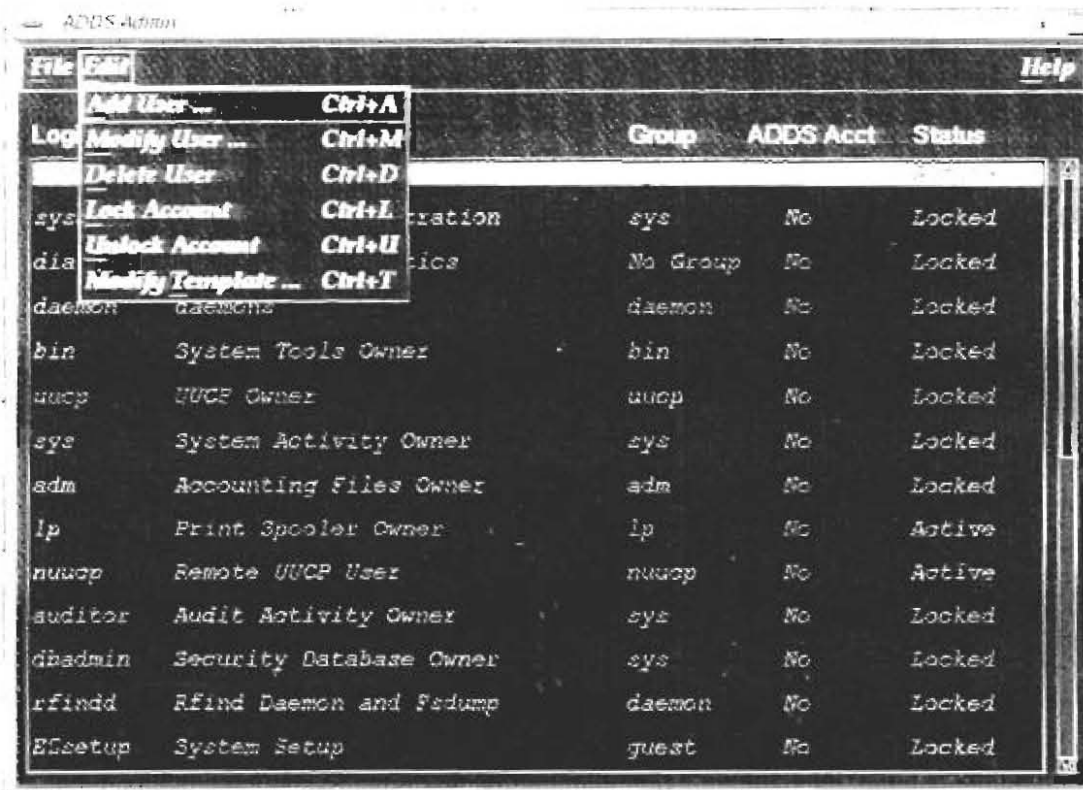 ADDS Admin
File Edit Help
Add User ... Ctrl+A
Modify User ... Ctrl+M
Delete User Ctrl+D
Lock Account Ctrl+L
Unlock Account Ctrl+U
Modify Template ... Ctrl+T
Logi Group ADDS Acct Status
sys tration sys No Locked
dia tics No Group No Locked
daemon daemons daemon No Locked
bin System Tools Owner bin No Locked
uucp UUCP Owner uucp No Locked
sys System Activity Owner sys No Locked
adm Accounting Files Owner adm No Locked
lp Print Spooler Owner lp No Active
nuucp Remote UUCP User nuucp No Active
auditor Audit Activity Owner sys No Locked
dbadmin Security Database Owner sys No Locked
rfindd Rfind Daemon and Fsdump daemon No Locked
EZsetup System Setup guest No Locked